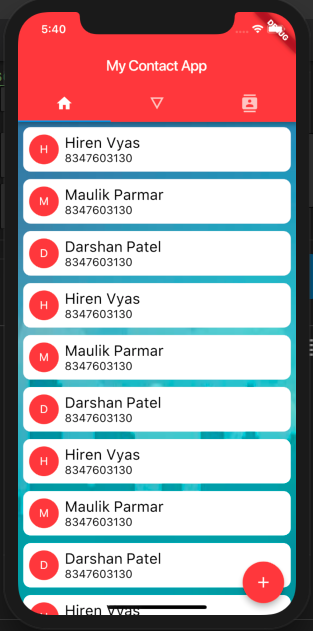 5:40
DEBUG
My Contact App
H
Hiren Vyas
8347603130
M
Maulik Parmar
8347603130
D
Darshan Patel
8347603130
H
Hiren Vyas
8347603130
M
Maulik Parmar
8347603130
D
Darshan Patel
8347603130
H
Hiren Vyas
8347603130
M
Maulik Parmar
8347603130
D
Darshan Patel
8347603130
+
H
Hiren Vyas